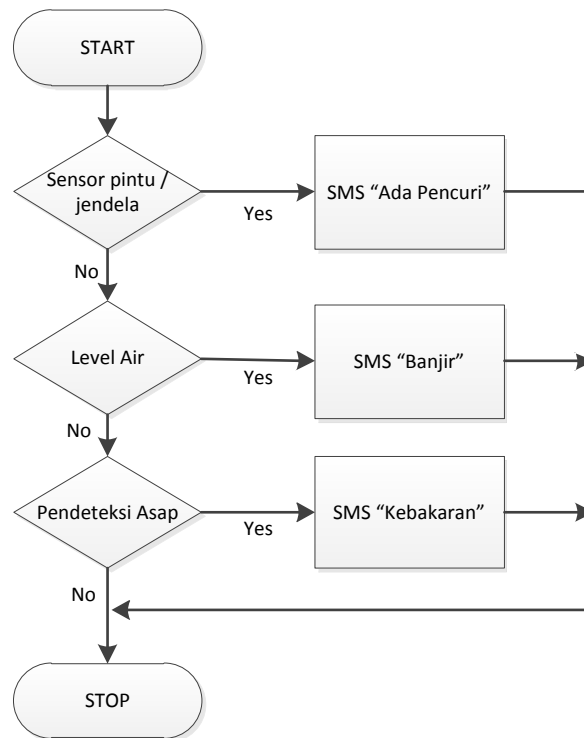 START
Sensor pintu /
jendela
Yes
SMS “Ada Pencuri”
No
Level Air
Yes
SMS “Banjir”
No
Pendeteksi Asap
Yes
SMS “Kebakaran”
No
STOP